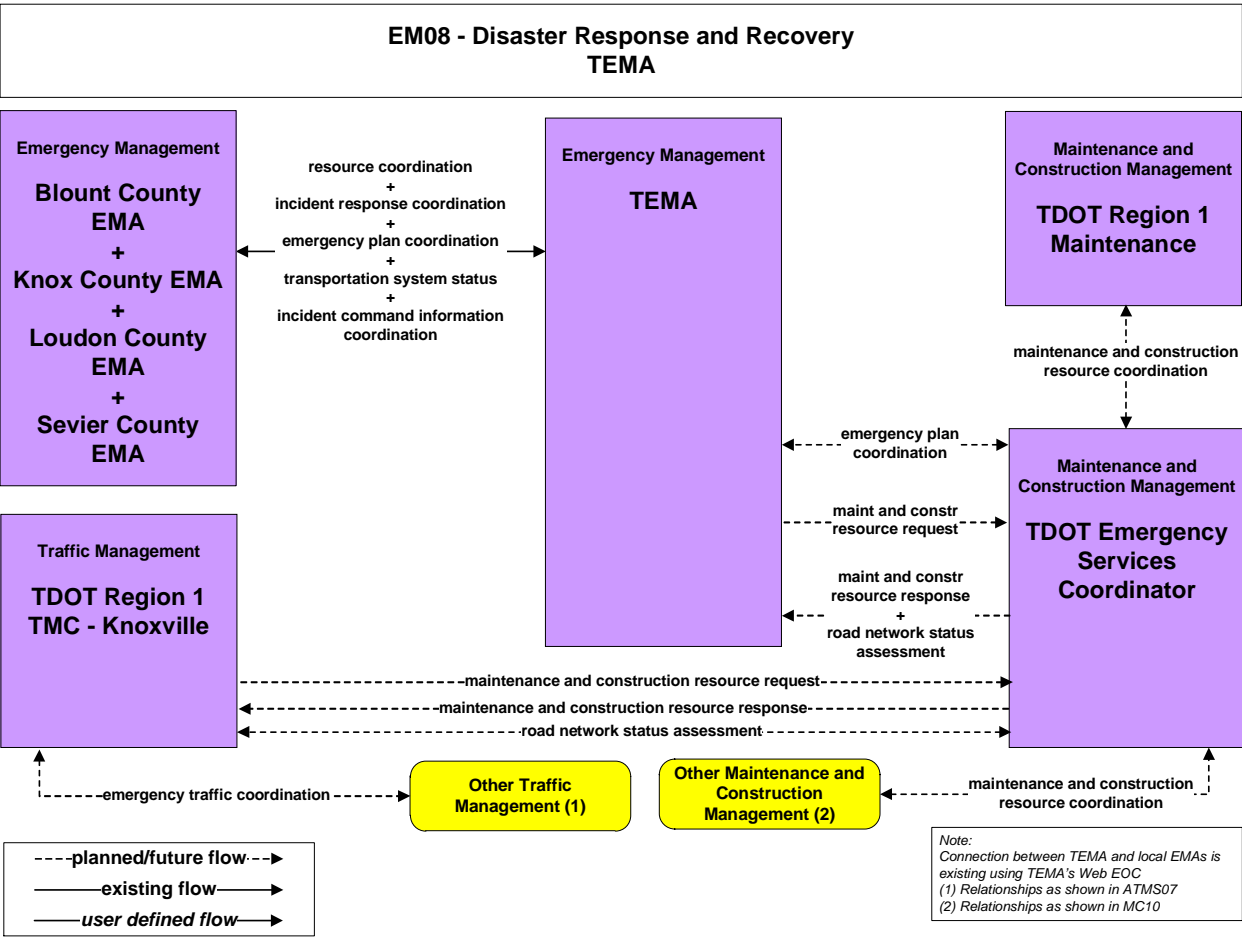 EM08 - Disaster Response and Recovery
TEMA
Emergency Management
Blount County
EMA
+
Knox County EMA
+
Loudon County
EMA
+
Sevier County
EMA
resource coordination
+
incident response coordination
+
emergency plan coordination
+
transportation system status
+
incident command information
coordination
Emergency Management
TEMA
Maintenance and
Construction Management
TDOT Region 1
Maintenance
maintenance and construction
resource coordination
emergency plan
coordination
maint and constr
resource request
maint and constr
resource response
+
road network status
assessment
Maintenance and
Construction Management
TDOT Emergency
Services
Coordinator
Traffic Management
TDOT Region 1
TMC - Knoxville
maintenance and construction resource request
maintenance and construction resource response
road network status assessment
emergency traffic coordination
Other Traffic
Management (1)
Other Maintenance and
Construction
Management (2)
maintenance and construction
resource coordination
planned/future flow
existing flow
user defined flow
Note:
Connection between TEMA and local EMAs is
existing using TEMA's Web EOC
(1) Relationships as shown in ATMS07
(2) Relationships as shown in MC10